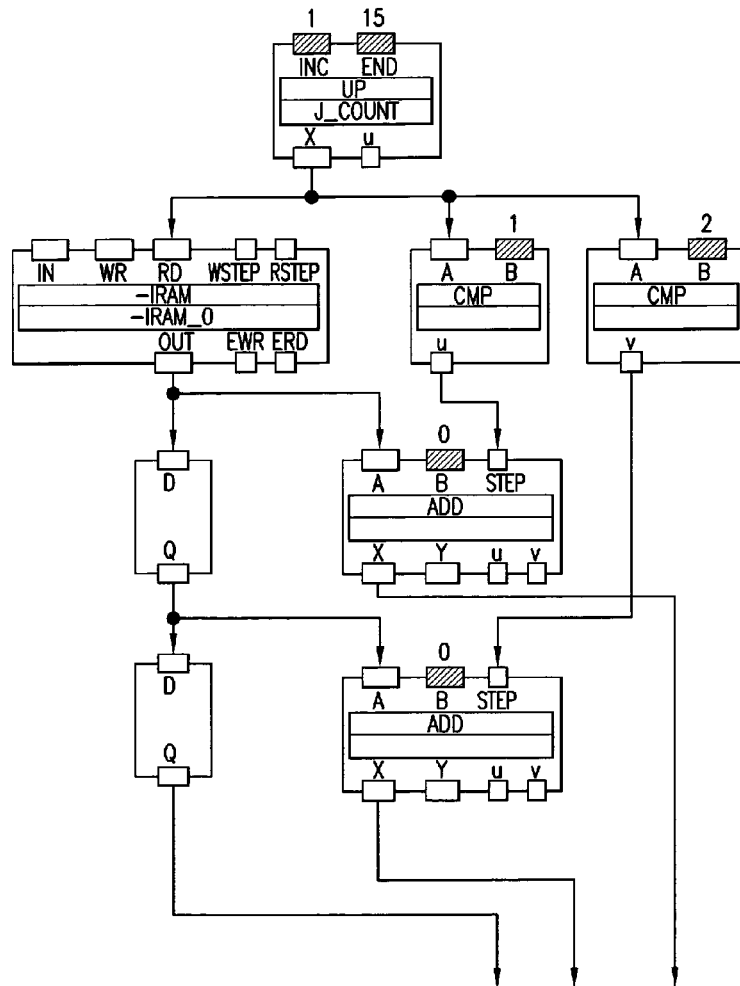 1 15
INC END
UP
J_COUNT
X u
1 2
IN WR RD WSTEP RSTEP A B A B
-IRAM CMP CMP
-IRAM_0
OUT EWR ERD u v
0
D A B STEP
ADD
Q X Y u v
0
D A B STEP
ADD
Q X Y u v